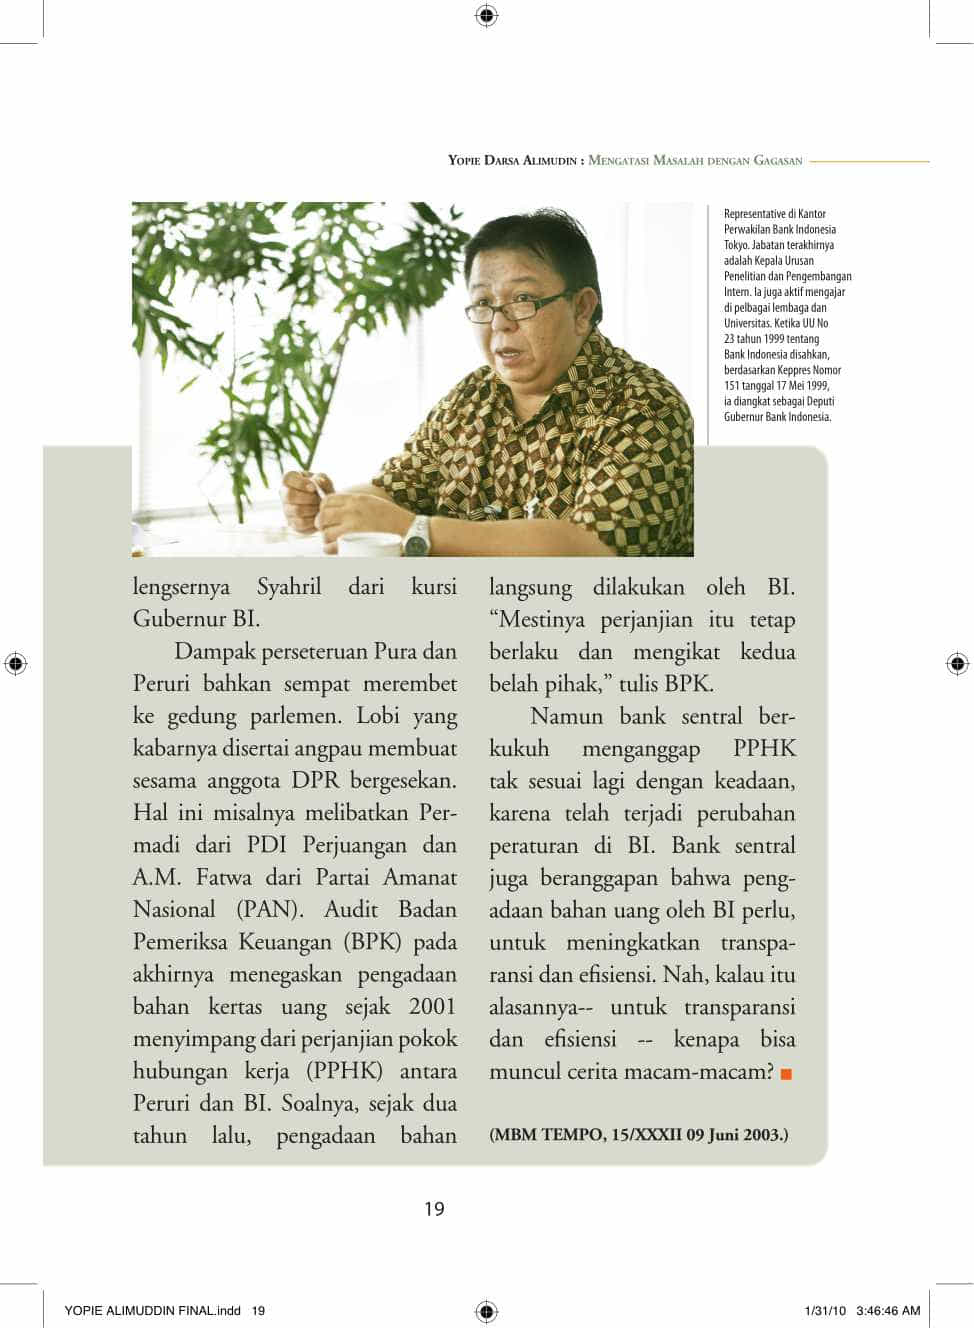 Yopie Darsa Alimudin : Mengatasi Masalah dengan Gagasan
Representative di Kantor
Perwakilan Bank Indonesia
Tokyo. Jabatan terakhirnya
adalah Kepala Urusan
Penelitian dan Pengembangan
Intern. Ia juga aktif mengajar
di pelbagai lembaga dan
Universitas. Ketika UU No
23 tahun 1999 tentang
Bank Indonesia disahkan,
berdasarkan Keppres Nomor
151 tanggal 17 Mei 1999,
ia diangkat sebagai Deputi
Gubernur Bank Indonesia.
lengsernya Syahril dari kursi
Gubernur BI.
Dampak perseteruan Pura dan
Peruri bahkan sempat merembet
ke gedung parlemen. Lobi yang
kabarnya disertai angpau membuat
sesama anggota DPR bergesekan.
Hal ini misalnya melibatkan Per-
madi dari PDI Perjuangan dan
A.M. Fatwa dari Partai Amanat
Nasional (PAN). Audit Badan
Pemeriksa Keuangan (BPK) pada
akhirnya menegaskan pengadaan
bahan kertas uang sejak 2001
menyimpang dari perjanjian pokok
hubungan kerja (PPHK) antara
Peruri dan BI. Soalnya, sejak dua
tahun lalu, pengadaan bahan
langsung dilakukan oleh BI.
“Mestinya perjanjian itu tetap
berlaku dan mengikat kedua
belah pihak,” tulis BPK.
Namun bank sentral ber-
kukuh menganggap PPHK
tak sesuai lagi dengan keadaan,
karena telah terjadi perubahan
peraturan di BI. Bank sentral
juga beranggapan bahwa peng-
adaan bahan uang oleh BI perlu,
untuk meningkatkan transpa-
ransi dan efisiensi. Nah, kalau itu
alasannya-- untuk transparansi
dan efisiensi -- kenapa bisa
muncul cerita macam-macam?
(MBM TEMPO, 15/XXXII 09 Juni 2003.)
19
YOPIE ALIMUDDIN FINAL.indd 19
1/31/10 3:46:46 AM